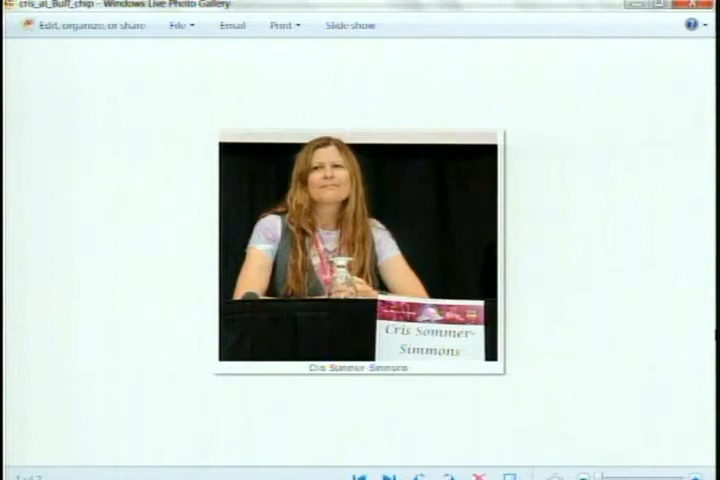 cris_at_Buff_chip - Windows Live Photo Gallery
Edit, organize, or share File Email Print Slide show
Cris Sommer-
Simmons
Cris Sommer-Simmons